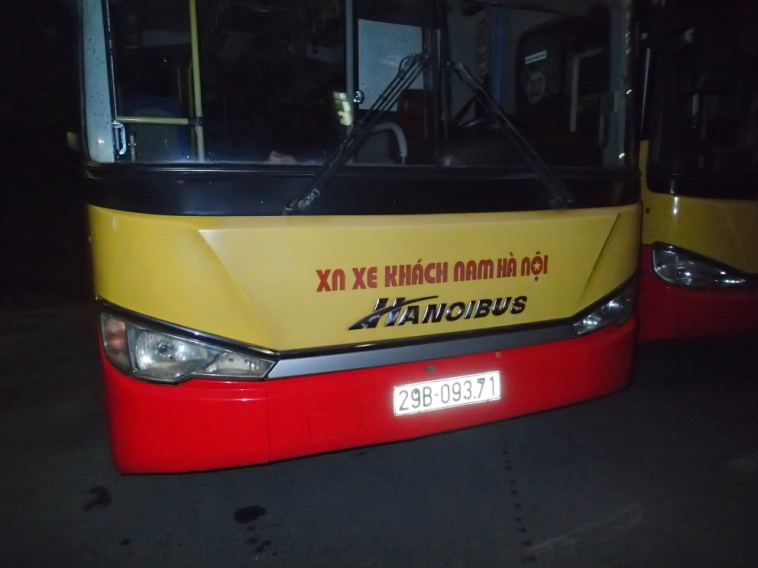 XN XE KHÁCH NAM HÀ NỘI
HANOIBUS
29B-093.71